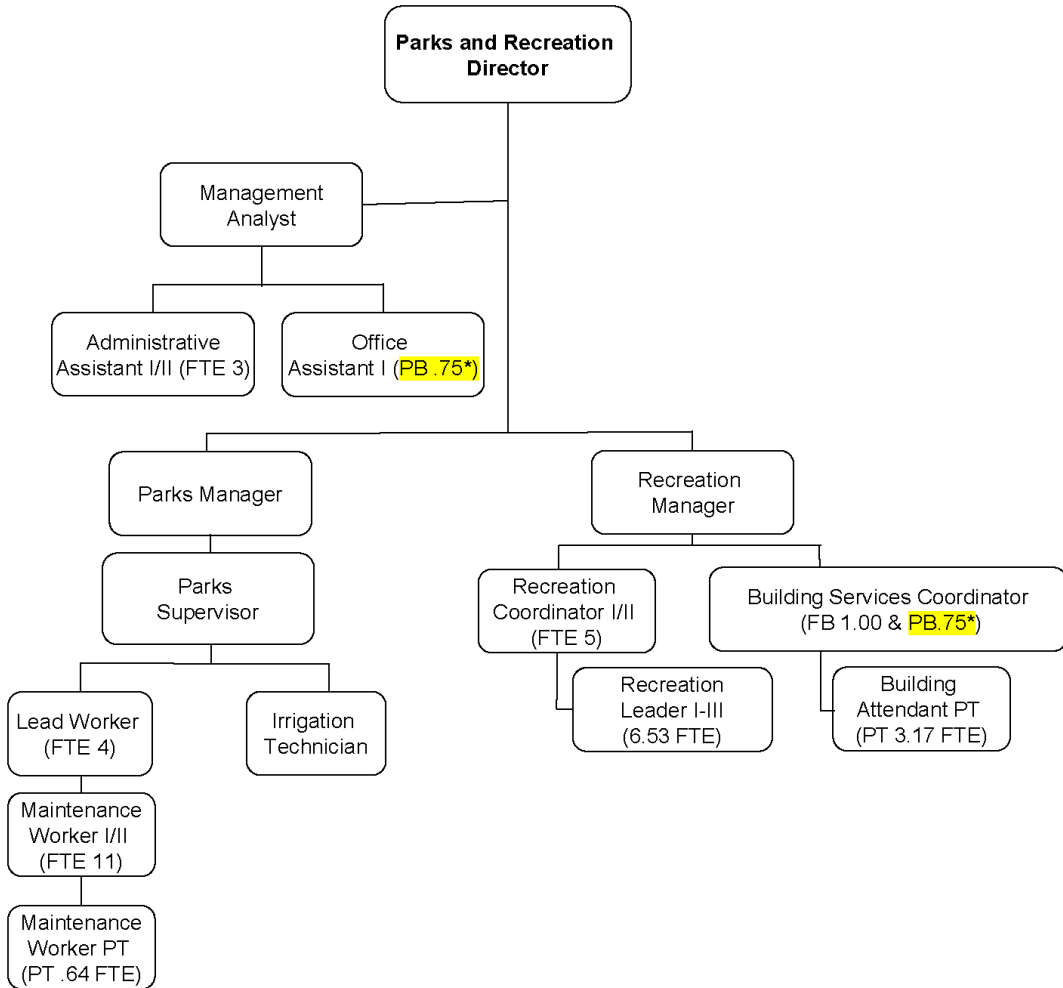 Parks and Recreation
Director
Management
Analyst
Administrative
Assistant I/II (FTE 3)
Office
Assistant I (PB .75*)
Parks Manager
Recreation
Manager
Parks
Supervisor
Recreation
Coordinator I/II
(FTE 5)
Building Services Coordinator
(FB 1.00 & PB.75*)
Lead Worker
(FTE 4)
Irrigation
Technician
Recreation
Leader I-III
(6.53 FTE)
Building
Attendant PT
(PT 3.17 FTE)
Maintenance
Worker I/II
(FTE 11)
Maintenance
Worker PT
(PT .64 FTE)